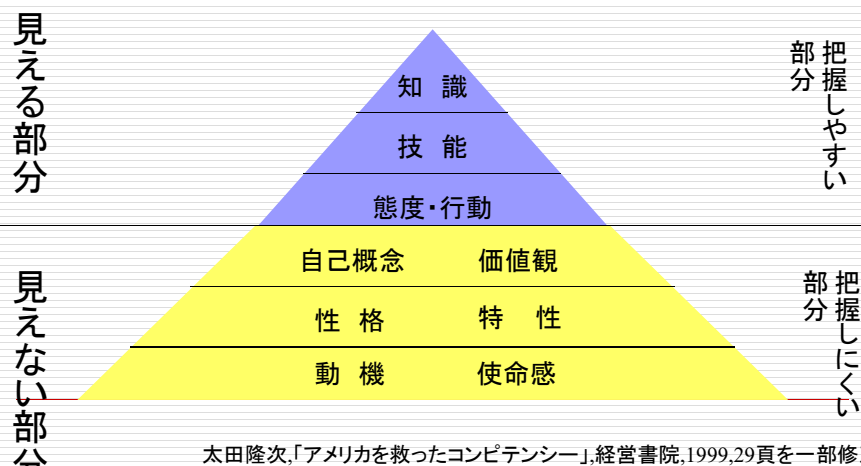 見える部分
把握しやすい
部分
知 識
技 能
態度・行動
自己概念 価値観
性 格 特 性
動 機 使命感
見えない部分
把握しにくい
部分
太田隆次,「アメリカを救ったコンピテンシー」,経営書院,1999,29頁を一部修